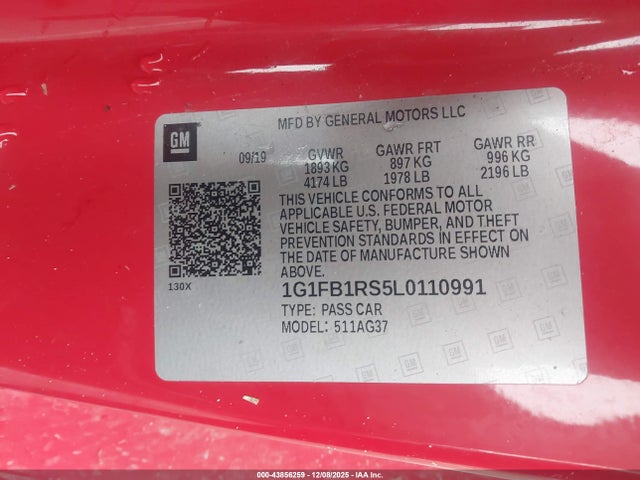 MFD BY GENERAL MOTORS LLC
GM
09/19 GVWR GAWR FRT GAWR RR
1893 KG 897 KG 996 KG
4174 LB 1978 LB 2196 LB
THIS VEHICLE CONFORMS TO ALL
APPLICABLE U.S. FEDERAL MOTOR
VEHICLE SAFETY, BUMPER, AND THEFT
PREVENTION STANDARDS IN EFFECT ON
THE DATE OF MANUFACTURE SHOWN
ABOVE.
130X
1G1FB1RS5L0110991
TYPE: PASS CAR
MODEL: 511AG37
000-43856259 - 12/08/2025 - IAA Inc.